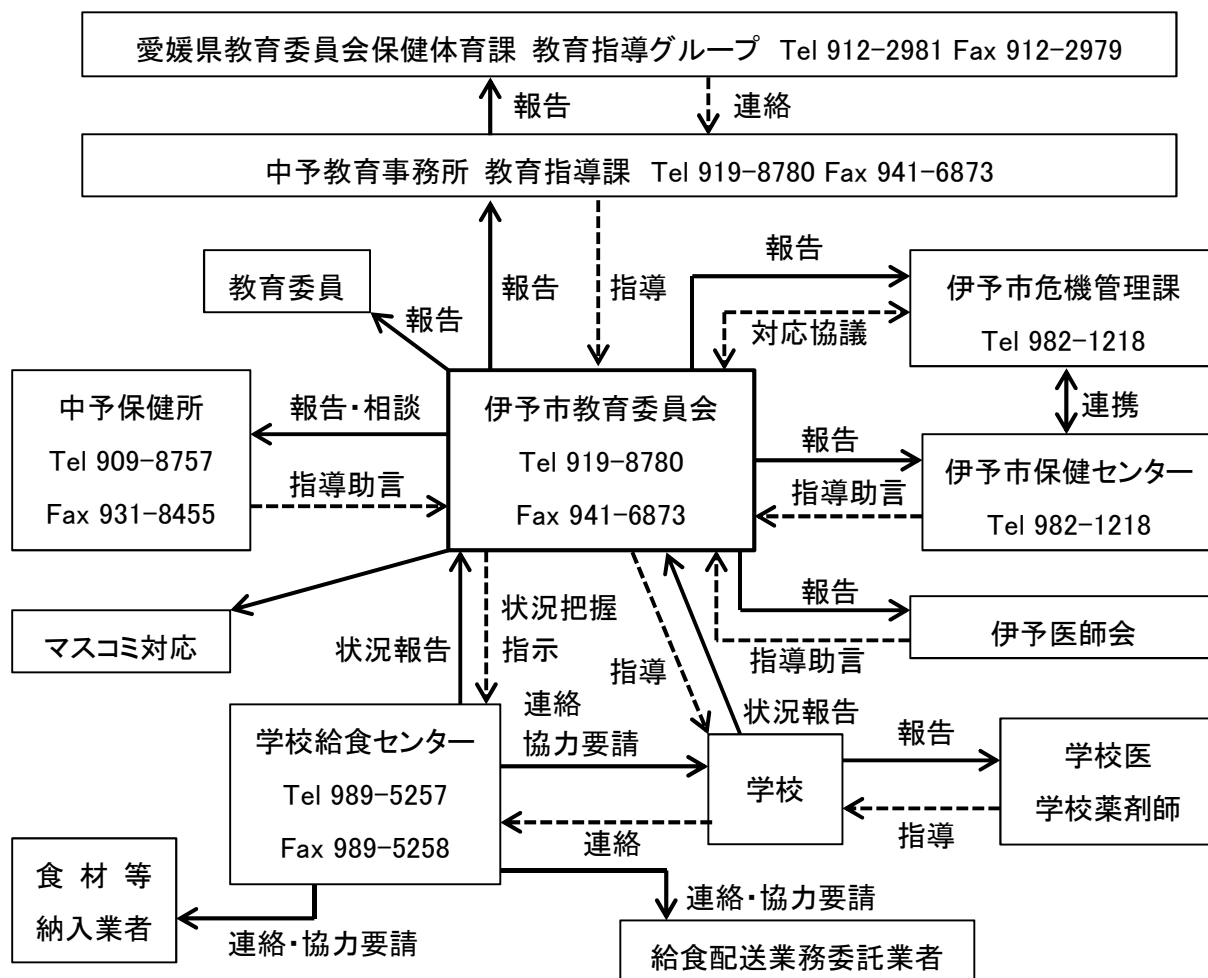 愛媛県教育委員会保健体育課 教育指導グループ Tel 912-2981 Fax 912-2979
報告
連絡
中予教育事務所 教育指導課 Tel 919-8780 Fax 941-6873
教育委員
報告
報告
指導
報告
対応協議
伊予市危機管理課
Tel 982-1218
中予保健所
Tel 909-8757
Fax 931-8455
報告・相談
指導助言
伊予市教育委員会
Tel 919-8780
Fax 941-6873
連携
報告
指導助言
伊予市保健センター
Tel 982-1218
マスコミ対応
状況報告
状況把握
指示
指導
状況報告
報告
指導助言
伊予医師会
学校給食センター
Tel 989-5257
Fax 989-5258
連絡
協力要請
連絡
学校
報告
指導
学校医
学校薬剤師
食 材 等
納入業者
連絡・協力要請
連絡・協力要請
給食配送業務委託業者